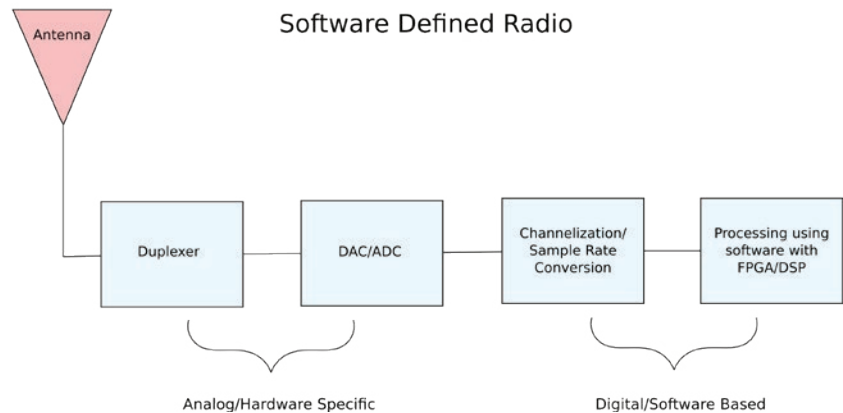 Software Defined Radio
Antenna
Duplexer
DAC/ADC
Channelization/
Sample Rate
Conversion
Processing using
software with
FPGA/DSP
Analog/Hardware Specific
Digital/Software Based